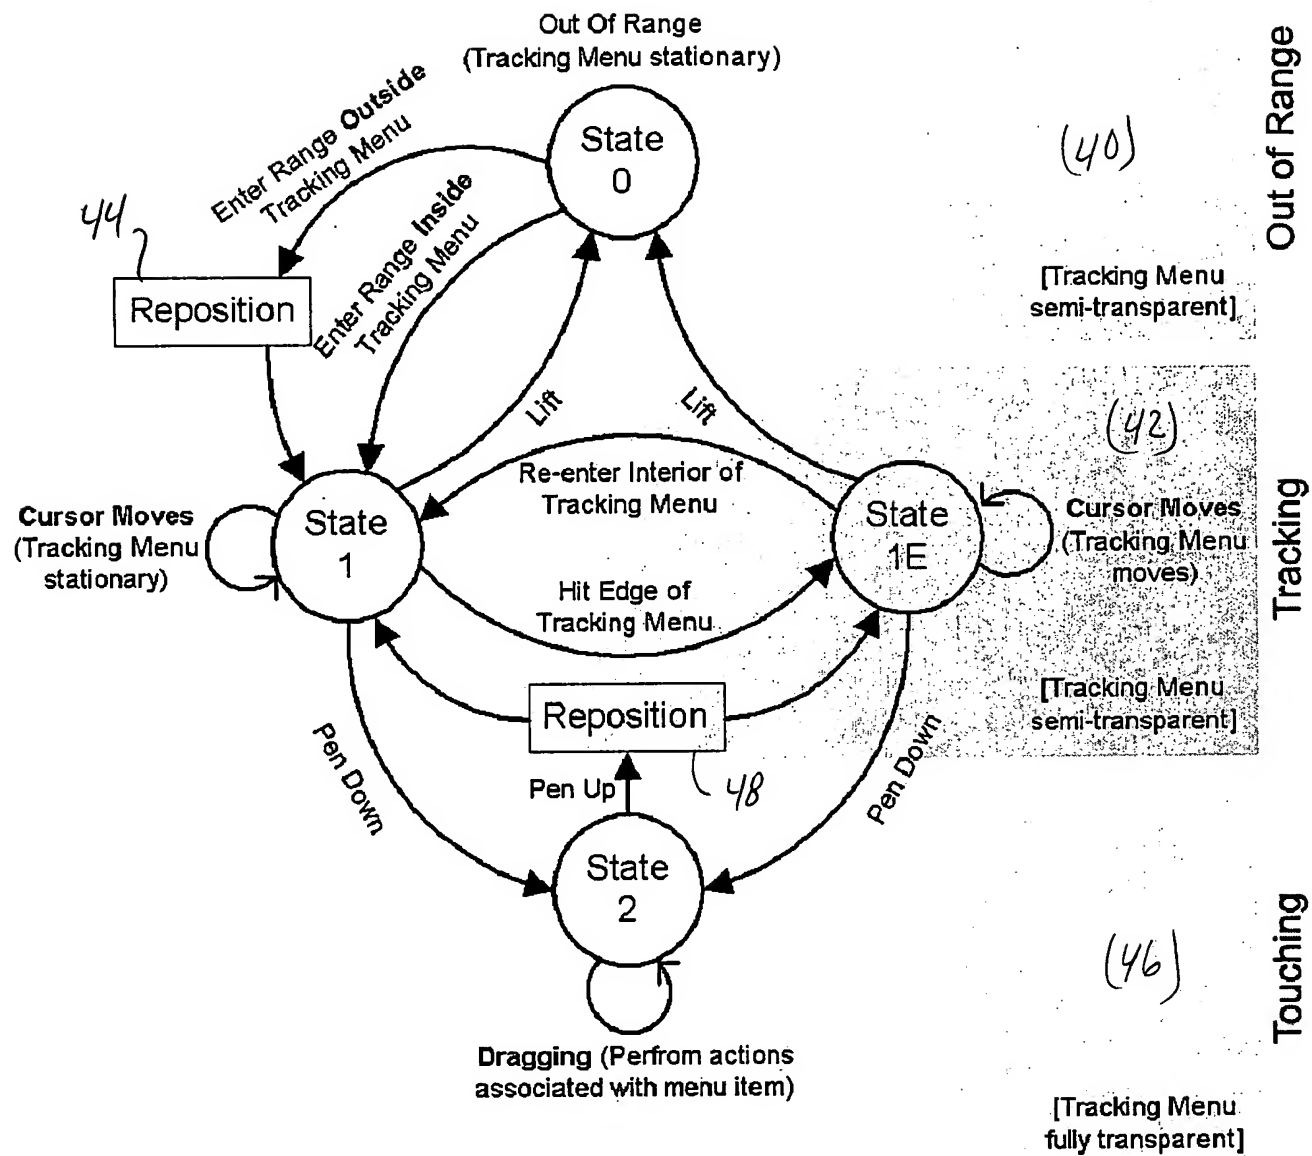 Out Of Range
(Tracking Menu stationary)
Out of Range
State
0
(40)
Enter Range Outside
Tracking Menu
Enter Range Inside
Tracking Menu
44
Reposition
[Tracking Menu
semi-transparent]
Lift
Lift
(42)
Re-enter Interior of
Tracking Menu
Cursor Moves
(Tracking Menu
stationary)
State
1
State
1E
Cursor Moves
(Tracking Menu
moves)
Tracking
Hit Edge of
Tracking Menu
Reposition
[Tracking Menu
semi-transparent]
Pen Down
Pen Up
48
Pen Down
State
2
(46)
Touching
Dragging (Perfrom actions
associated with menu item)
[Tracking Menu
fully transparent]